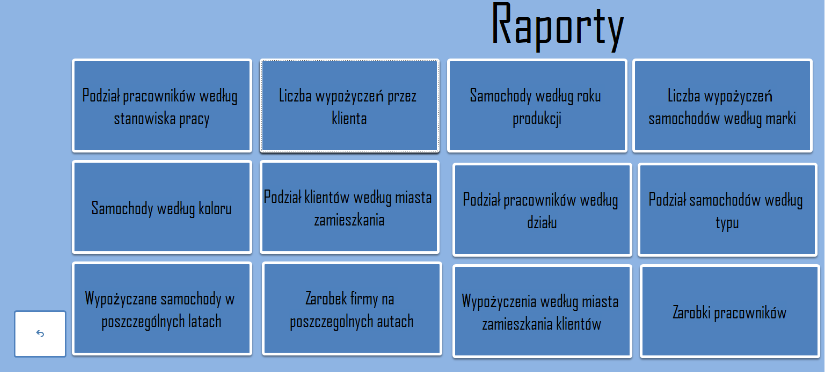 Raporty
Podział pracowników według
stanowiska pracy
Liczba wypożyczeń przez
klienta
Samochody według roku
produkcji
Liczba wypożyczeń
samochodów według marki
Samochody według koloru
Podział klientów według miasta
zamieszkania
Podział pracowników według
działu
Podział samochodów według
typu
Wypożyczane samochody w
poszczególnych latach
Zarobek firmy na
poszczegolnych autach
Wypożyczenia według miasta
zamieszkania klientów
Zarobki pracowników